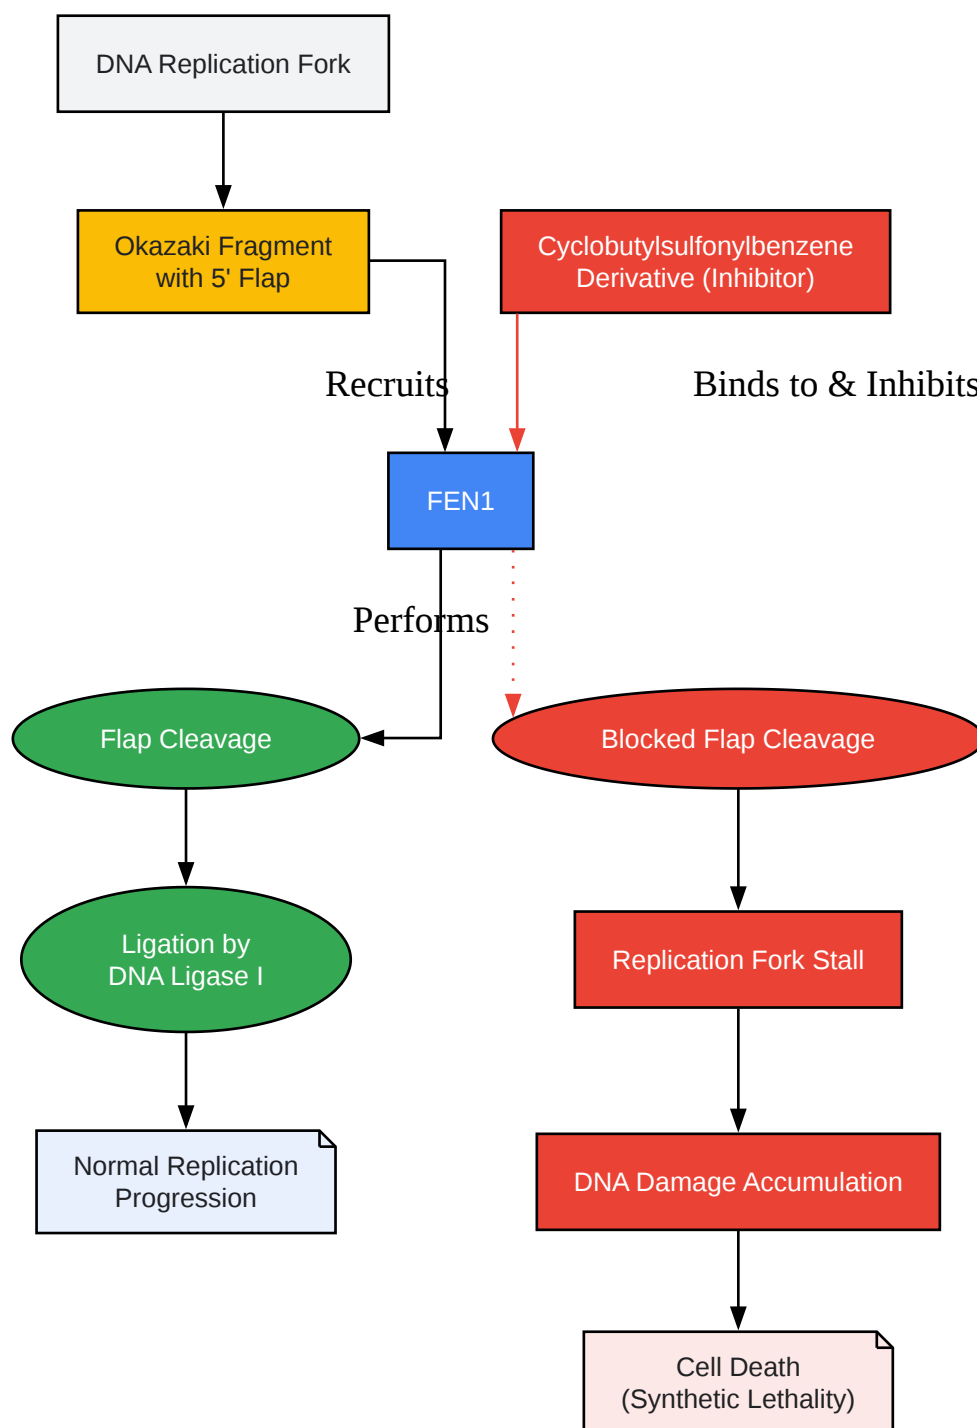 DNA Replication Fork
Okazaki Fragment
with 5' Flap
Cyclobutylsulfonylbenzene
Derivative (Inhibitor)
Recruits
Binds to & Inhibits
FEN1
Performs
Flap Cleavage
Blocked Flap Cleavage
Ligation by
DNA Ligase I
Replication Fork Stall
Normal Replication
Progression
DNA Damage Accumulation
Cell Death
(Synthetic Lethality)